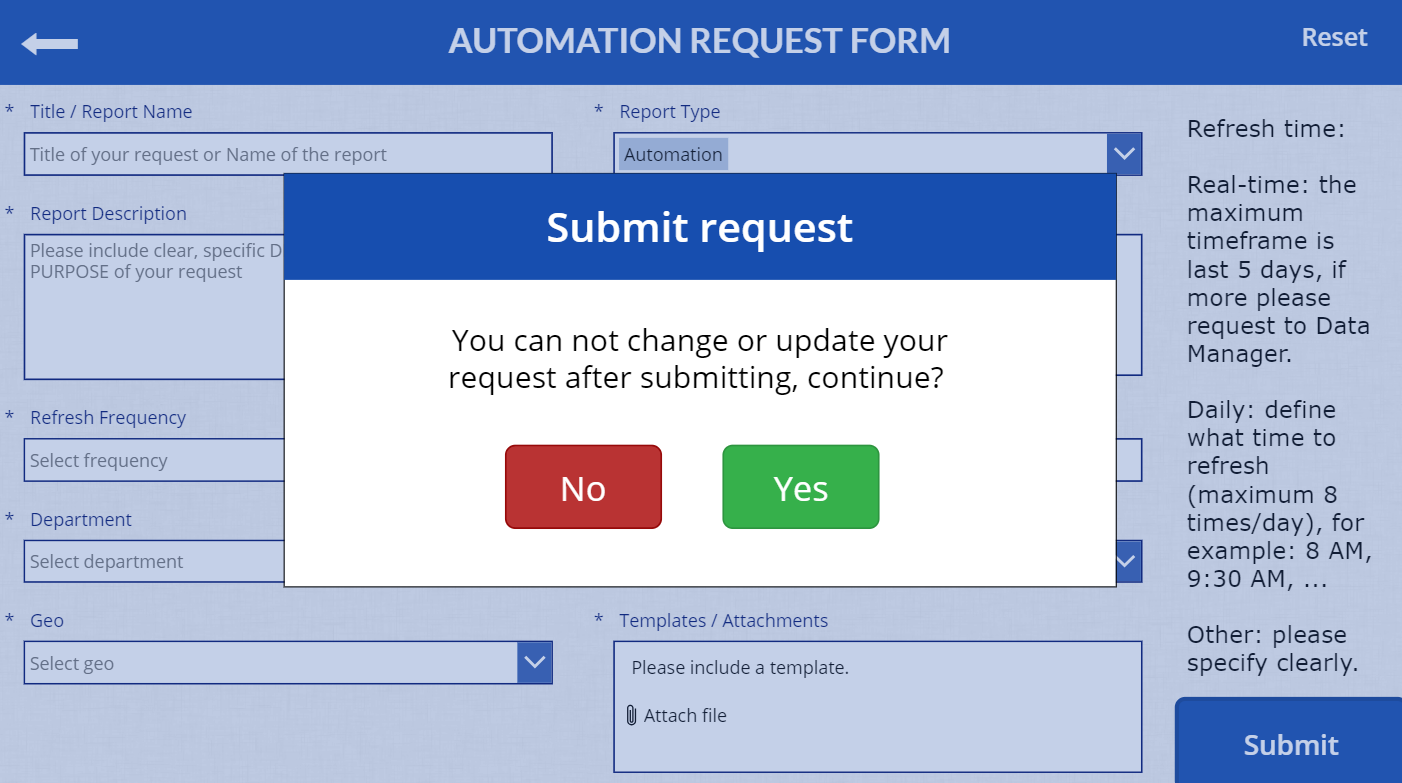 AUTOMATION REQUEST FORM
Reset
* Title / Report Name
Title of your request or Name of the report
* Report Type
Automation
* Report Description
Please include clear, specific D
PURPOSE of your request
* Refresh Frequency
Select frequency
* Department
Select department
* Geo
Select geo
* Templates / Attachments
Please include a template.
Attach file
Submit request
You can not change or update your
request after submitting, continue?
No
Yes
Refresh time:
Real-time: the
maximum
timeframe is
last 5 days, if
more please
request to Data
Manager.
Daily: define
what time to
refresh
(maximum 8
times/day), for
example: 8 AM,
9:30 AM, ...
Other: please
specify clearly.
Submit